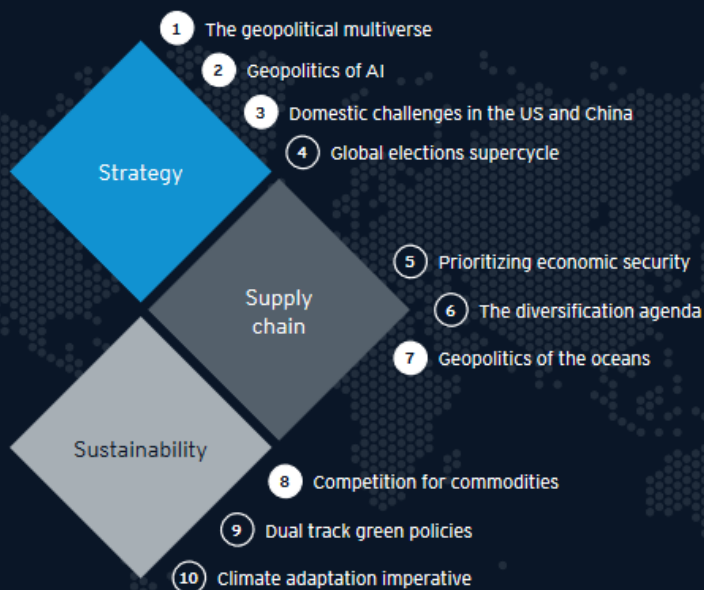 1 The geopolitical multiverse
2 Geopolitics of AI
3 Domestic challenges in the US and China
4 Global elections supercycle
Strategy
5 Prioritizing economic security
6 The diversification agenda
7 Geopolitics of the oceans
Supply
chain
Sustainability
8 Competition for commodities
9 Dual track green policies
10 Climate adaptation imperative